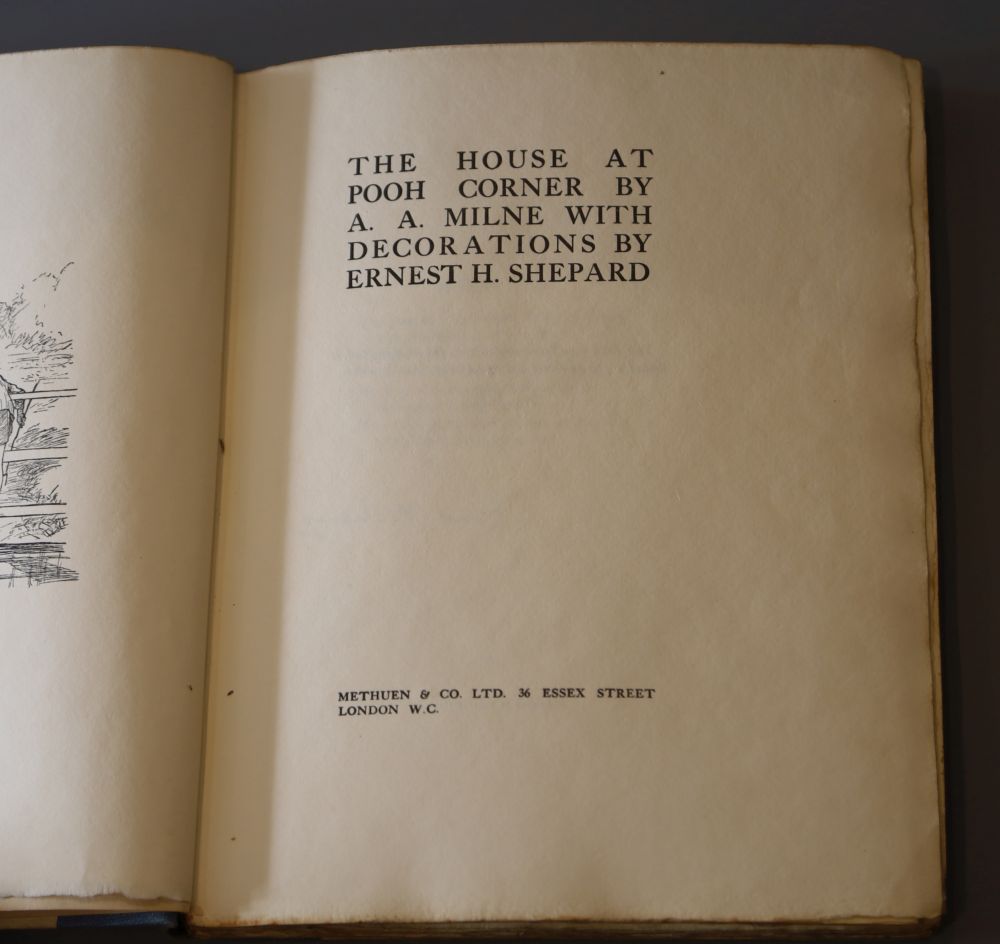 THE HOUSE AT
POOH CORNER BY
A. A. MILNE WITH
DECORATIONS BY
ERNEST H. SHEPARD
METHUEN & CO. LTD. 36 ESSEX STREET
LONDON W.C.